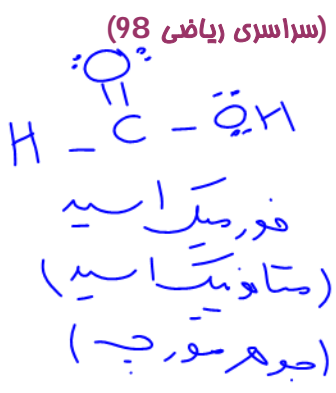 (سراسری ریاضی 98)
O
H - C - OH
فورمیک اسید
(متانوئیک اسید)
(جوهر مورچه)